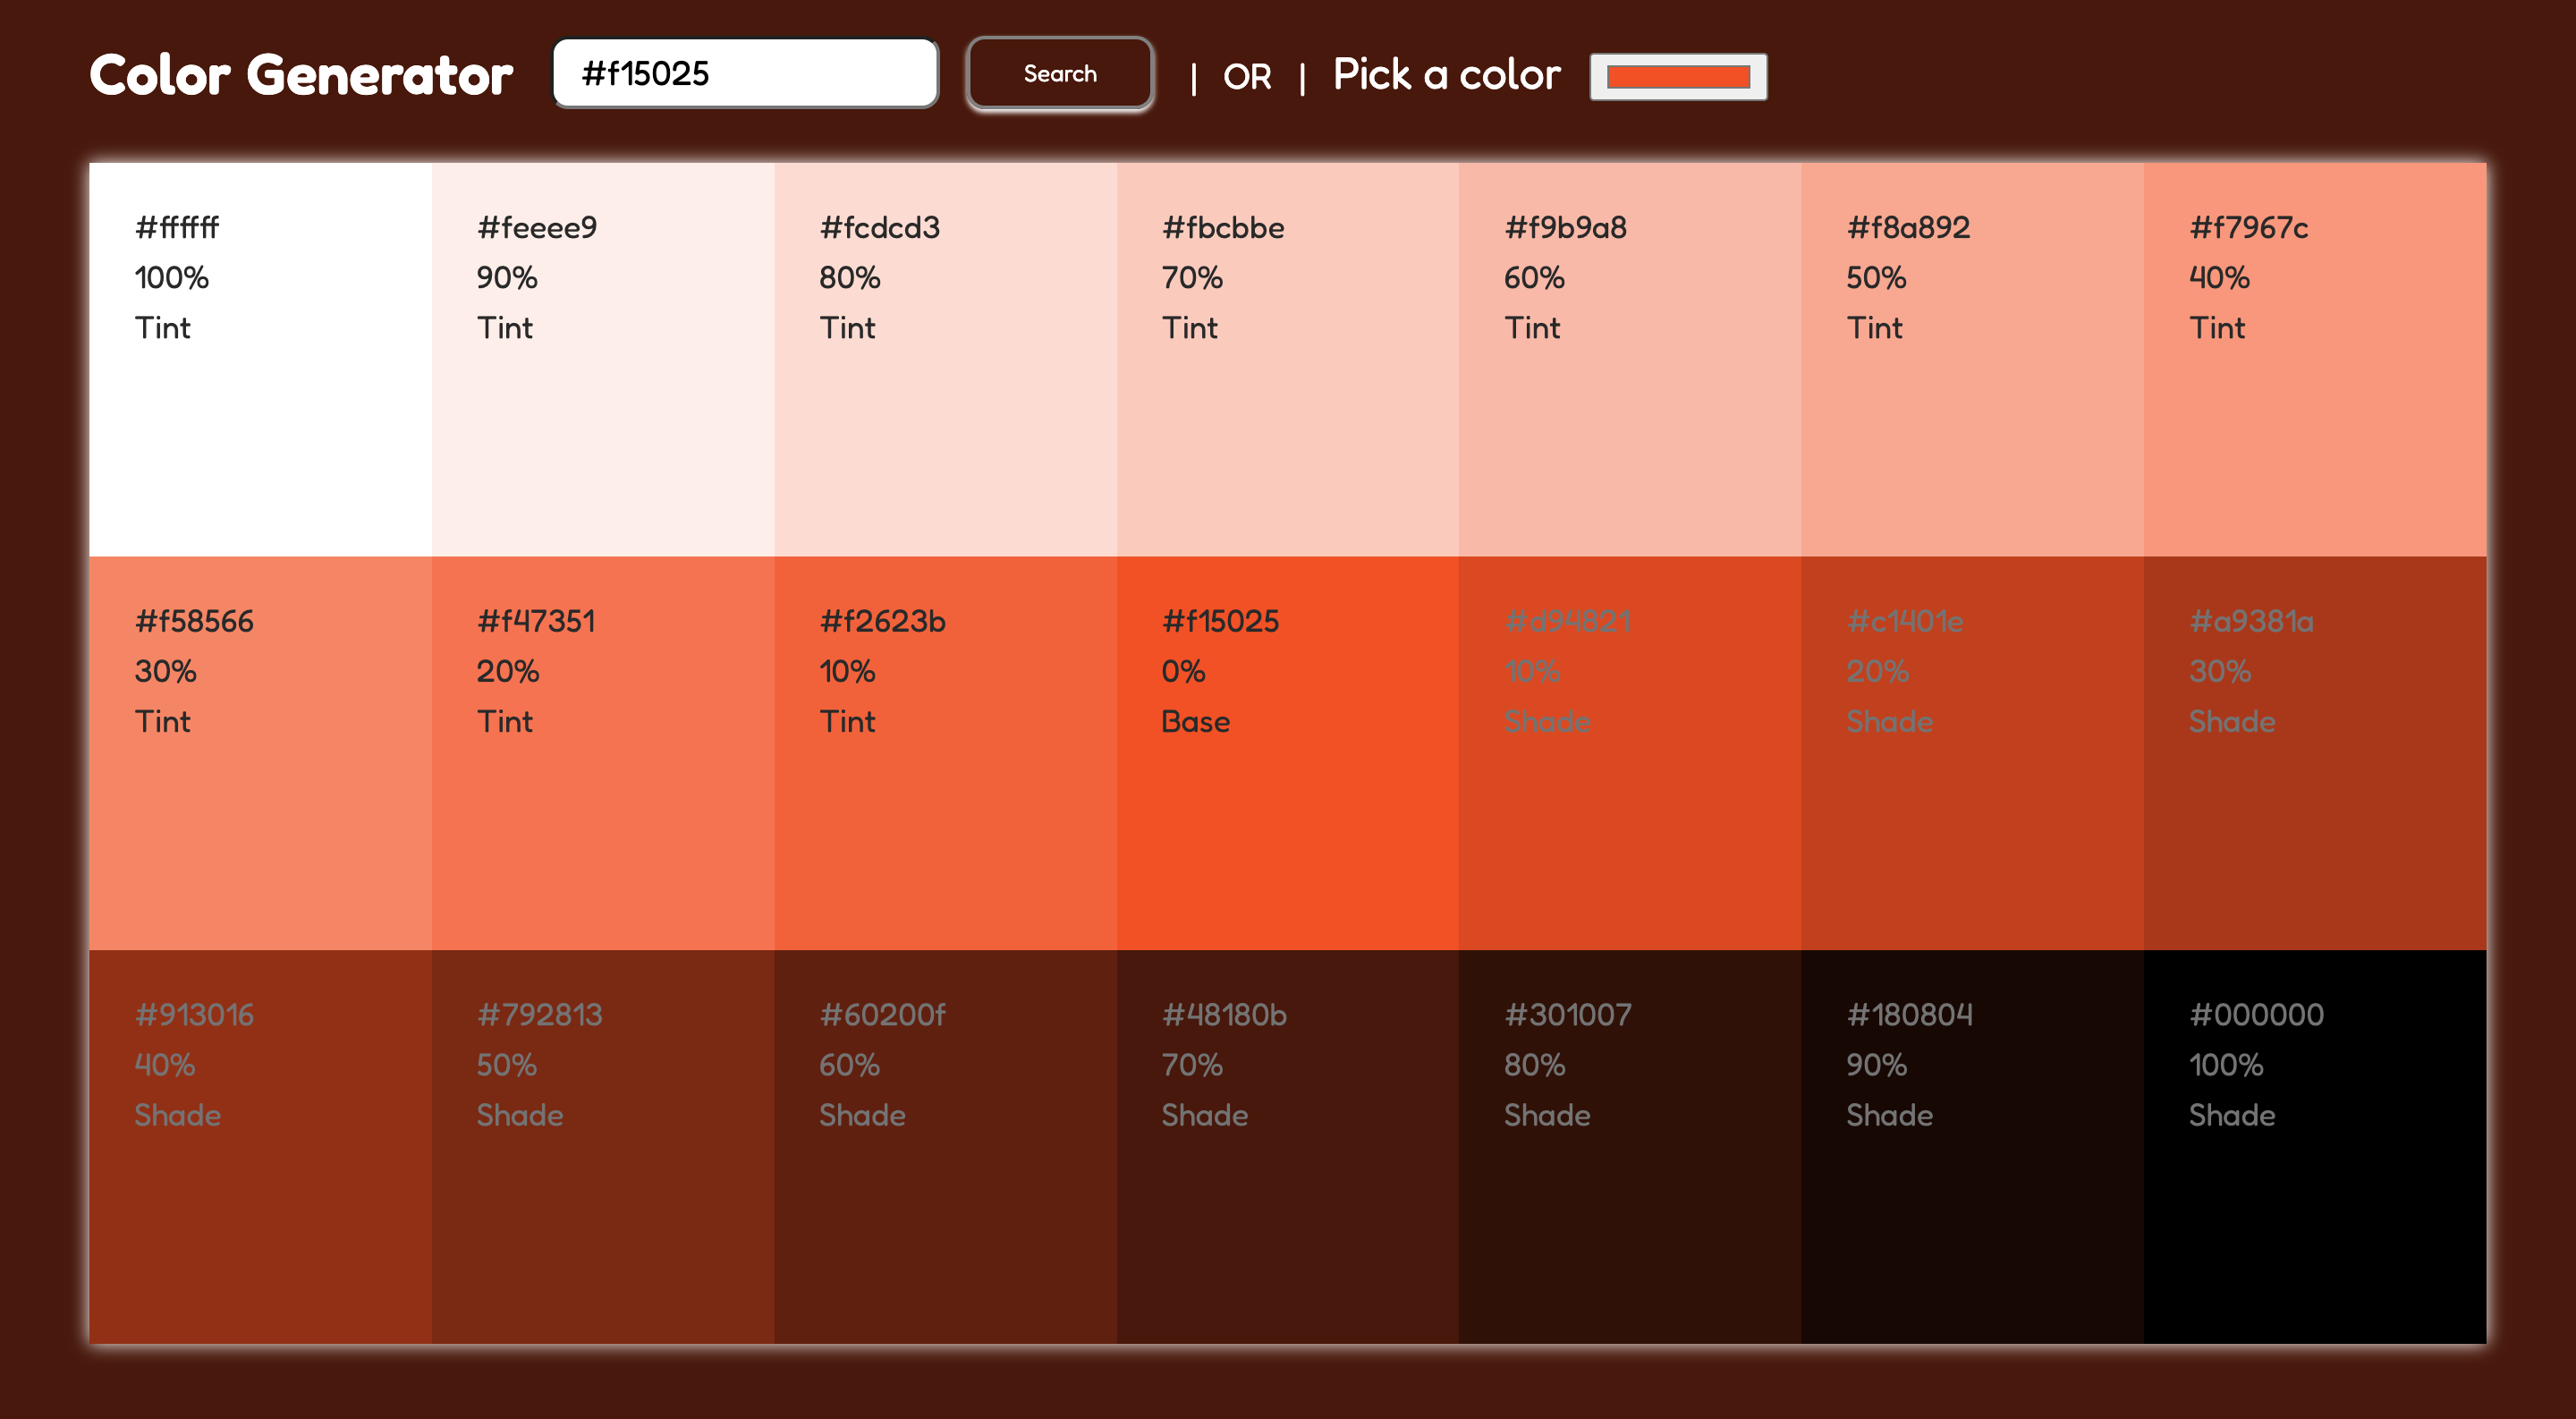 Color Generator #f15025 Search | OR | Pick a color
#ffffff #feeee9 #fcdcd3 #fbcbbe #f9b9a8 #f8a892 #f7967c
100% 90% 80% 70% 60% 50% 40%
Tint Tint Tint Tint Tint Tint Tint
#f58566 #f47351 #f2623b #f15025 #d94821 #c1401e #a9381a
30% 20% 10% 0% 10% 20% 30%
Tint Tint Tint Base Shade Shade Shade
#913016 #792813 #60200f #48180b #301007 #180804 #000000
40% 50% 60% 70% 80% 90% 100%
Shade Shade Shade Shade Shade Shade Shade